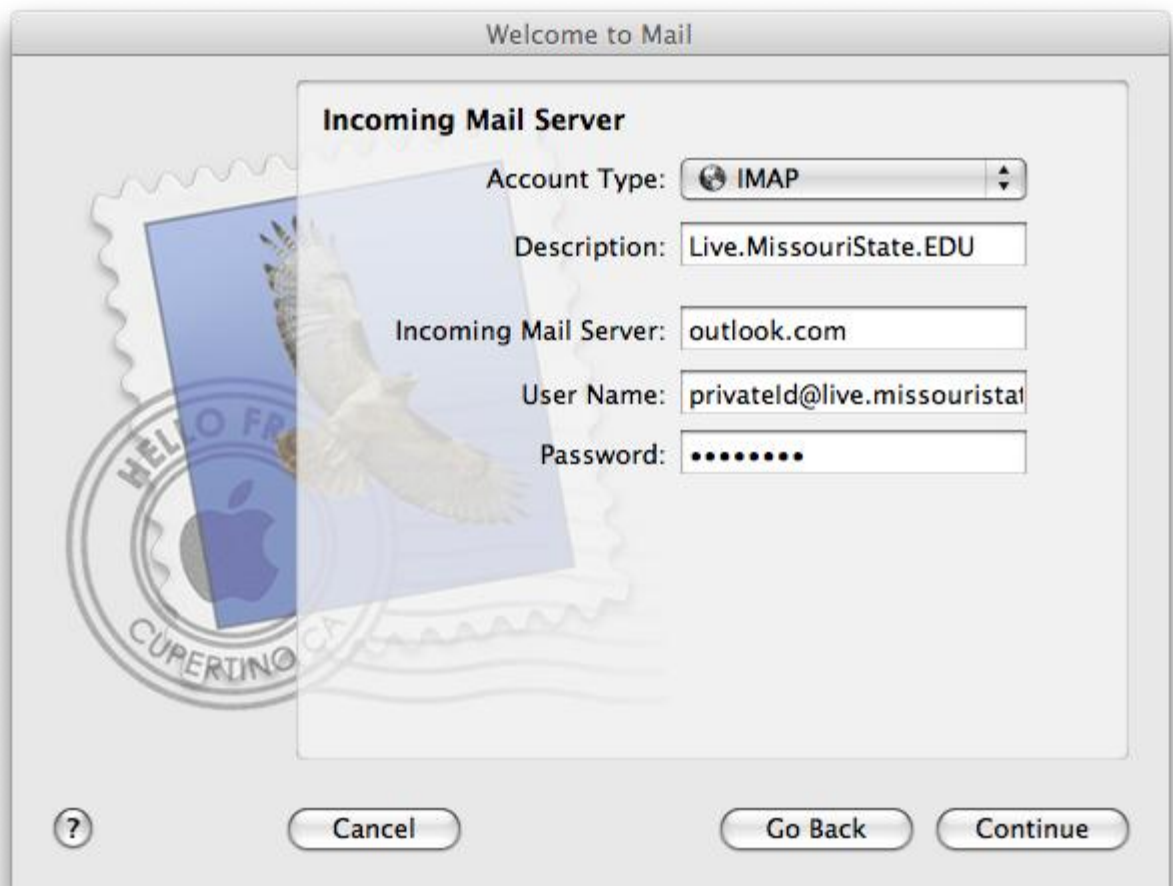 Welcome to Mail
Incoming Mail Server
Account Type: IMAP
Description: Live.MissouriState.EDU
Incoming Mail Server: outlook.com
User Name: privateId@live.missouristat
Password: ••••••••
HELLO FR
CUPERTINO CA
? Cancel Go Back Continue